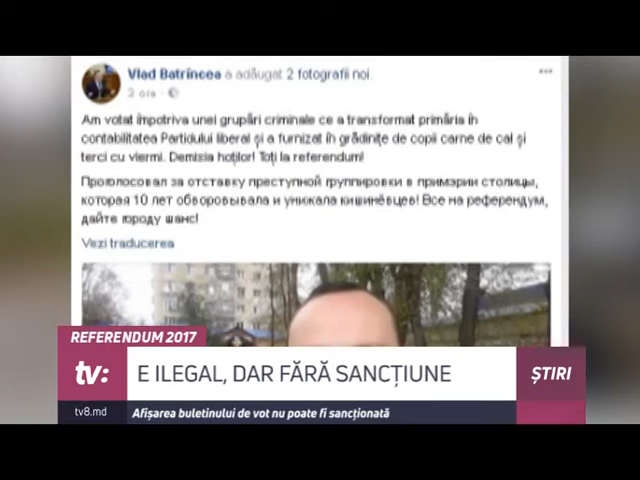 Vlad Batrîncea a adăugat 2 fotografii noi.
2 ora
Am votat împotriva unei grupări criminale ce a transformat primăria în
contabilitatea Partidului liberal și a furnizat în grădinițe de copii carne de cal și
terci cu viermi. Demisia hoților! Toți la referendum!
Проголосовал за отставку преступной группировки в примэрии столицы,
которая 10 лет обворовывала и унижала кишинёвцев! Все на референдум,
дайте городу шанс!
Vezi traducerea
REFERENDUM 2017
tv:
E ILEGAL, DAR FĂRĂ SANCȚIUNE
ȘTIRI
tv8.md
Afișarea buletinului de vot nu poate fi sancționată